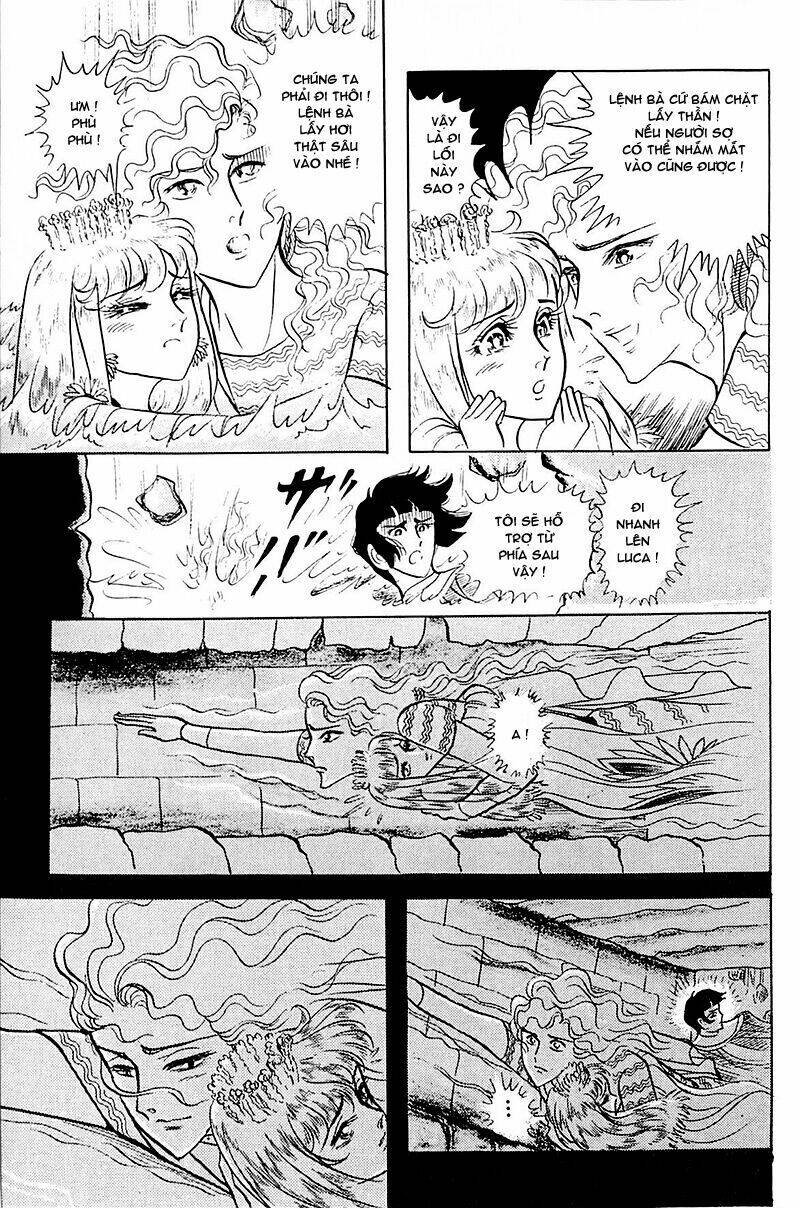 LỆNH BÀ CỨ BÁM CHẶT
LẤY THẦN !
NẾU NGƯỜI SỢ
CÓ THỂ NHẮM MẮT
VÀO CŨNG ĐƯỢC !
VẬY
LÀ ĐI
LỐI
NÀY
SAO ?
CHÚNG TA
PHẢI ĐI THÔI !
LỆNH BÀ
LẤY HƠI
THẬT SÂU
VÀO NHÉ !
ƯM !
PHÙ
PHÙ !
ĐI
NHANH
LÊN
LUCA !
TÔI SẼ HỖ
TRỢ TỪ
PHÍA SAU
VẬY !
ザバッ
A !
...